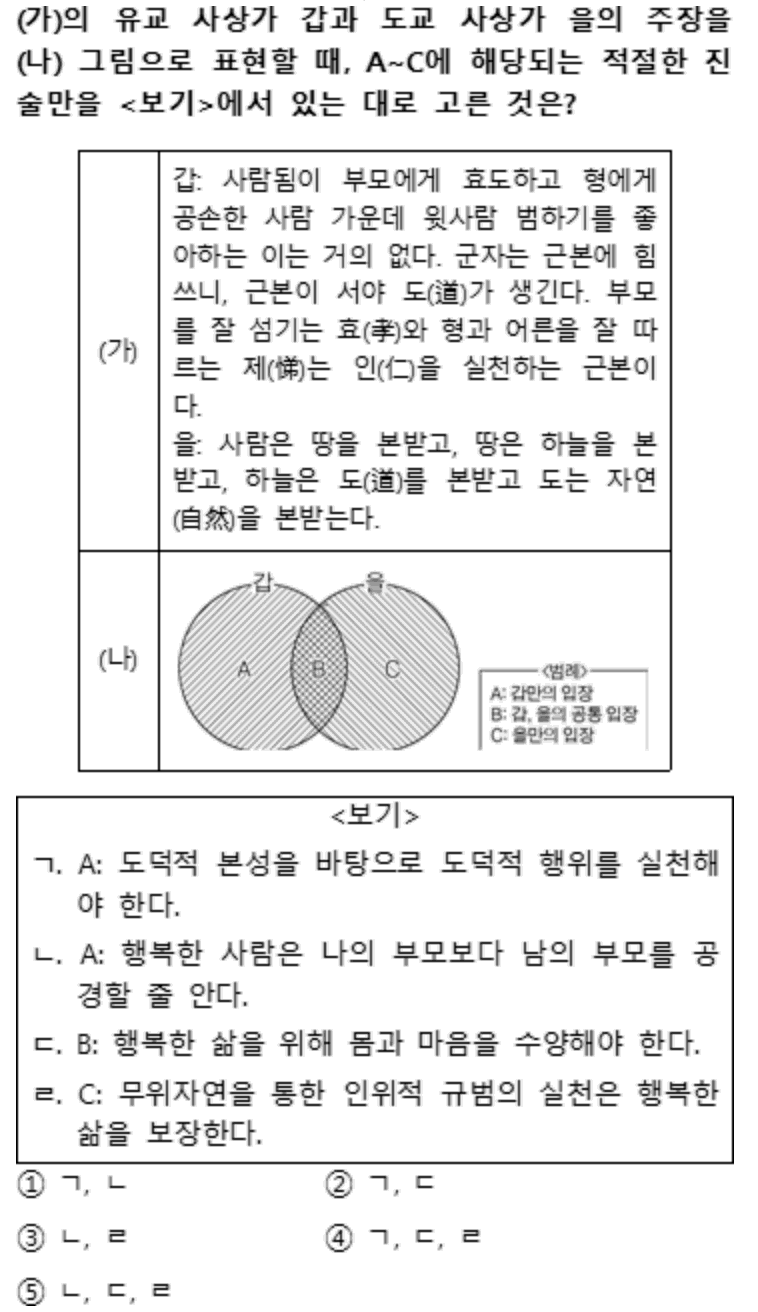 (가)의 유교 사상가 갑과 도교 사상가 을의 주장을
(나) 그림으로 표현할 때, A~C에 해당되는 적절한 진
술만을 <보기>에서 있는 대로 고른 것은?
(가)
갑: 사람됨이 부모에게 효도하고 형에게
공손한 사람 가운데 윗사람 범하기를 좋
아하는 이는 거의 없다. 군자는 근본에 힘
쓰니, 근본이 서야 도(道)가 생긴다. 부모
를 잘 섬기는 효(孝)와 형과 어른을 잘 따
르는 제(悌)는 인(仁)을 실천하는 근본이
다.
을: 사람은 땅을 본받고, 땅은 하늘을 본
받고, 하늘은 도(道)를 본받고 도는 자연
(自然)을 본받는다.
(나)
갑 을
A B C
<범례>
A: 갑만의 입장
B: 갑, 을의 공통 입장
C: 을만의 입장
<보기>
ㄱ. A: 도덕적 본성을 바탕으로 도덕적 행위를 실천해
야 한다.
ㄴ. A: 행복한 사람은 나의 부모보다 남의 부모를 공
경할 줄 안다.
ㄷ. B: 행복한 삶을 위해 몸과 마음을 수양해야 한다.
ㄹ. C: 무위자연을 통한 인위적 규범의 실천은 행복한
삶을 보장한다.
① ㄱ, ㄴ ② ㄱ, ㄷ
③ ㄴ, ㄹ ④ ㄱ, ㄷ, ㄹ
⑤ ㄴ, ㄷ, ㄹ